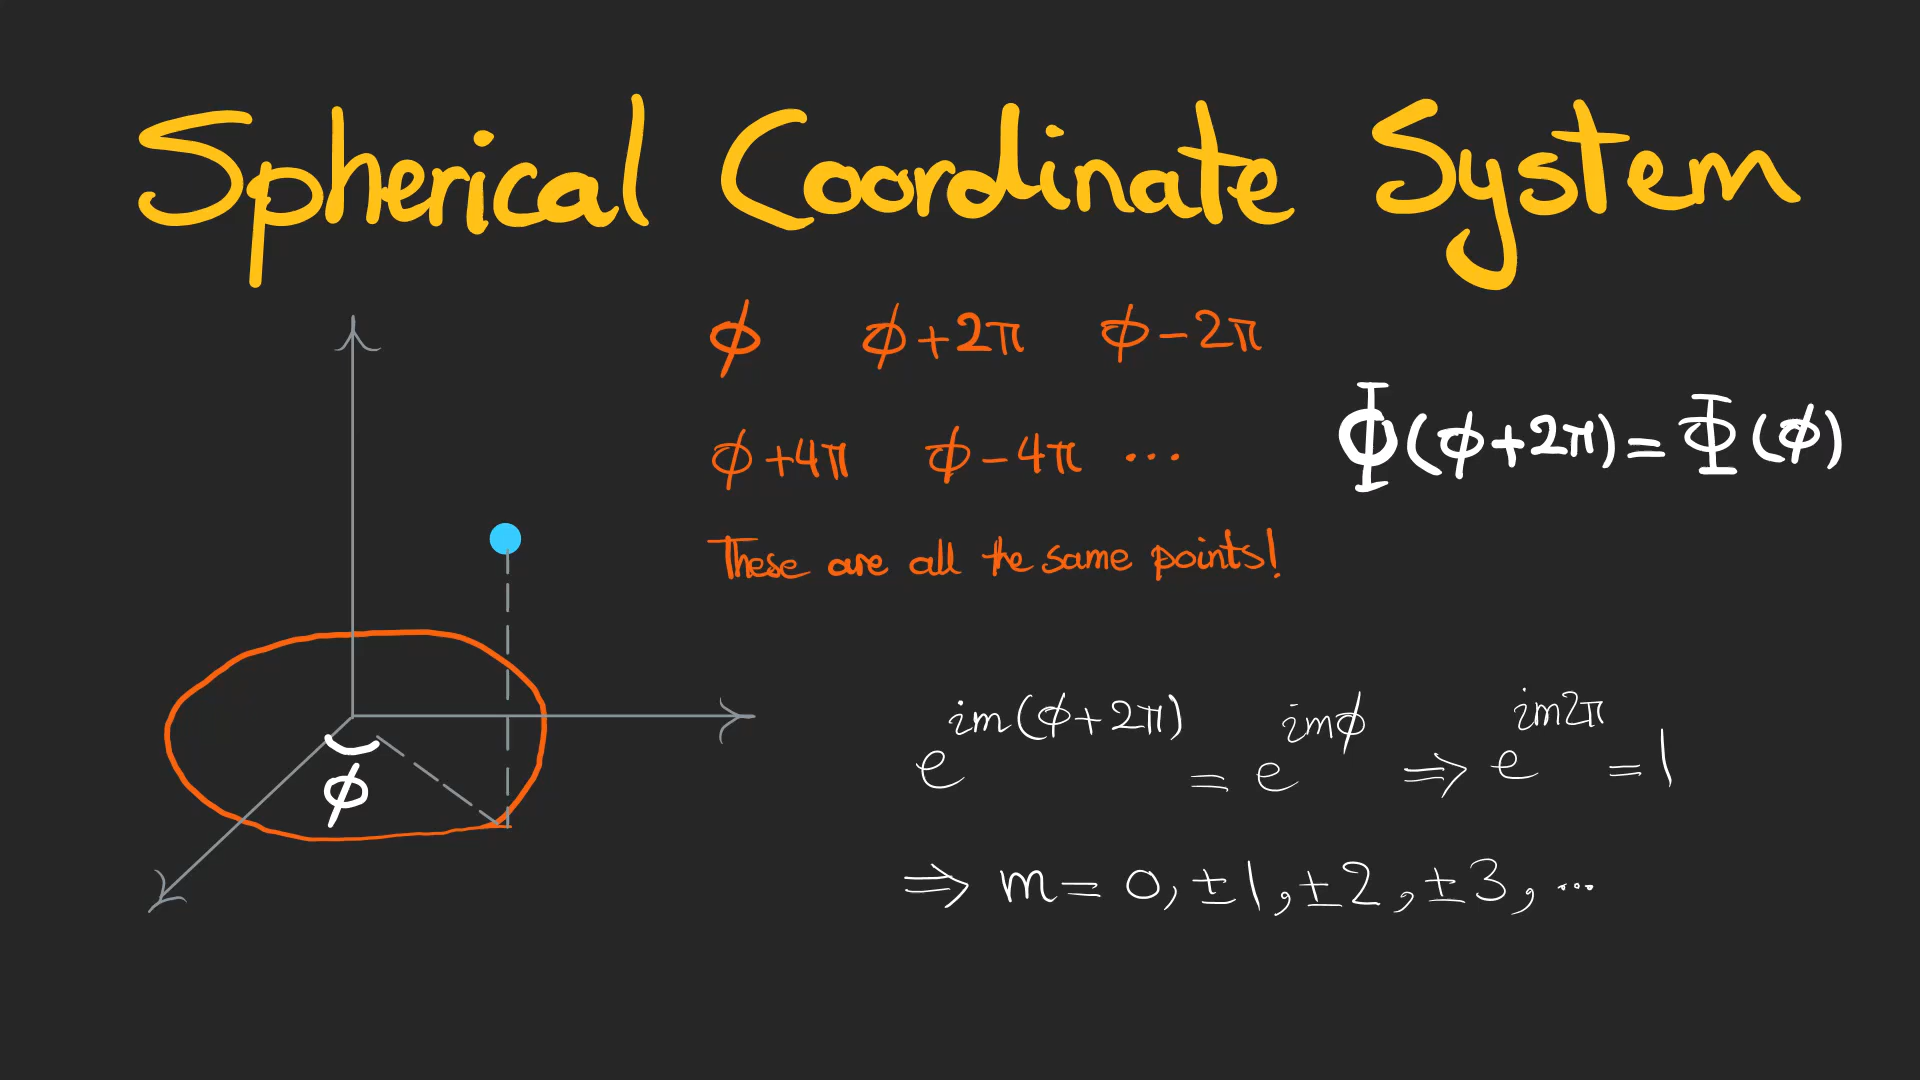 Spherical Coordinate System
ϕ ϕ+2π ϕ-2π
Φ(ϕ+2π)=Φ(ϕ)
ϕ+4π ϕ-4π ...
These are all the same points!
e^{im(ϕ+2π)} = e^{imϕ} ⇒ e^{im2π} = 1
ϕ
⇒ m = 0, ±1, ±2, ±3, ...